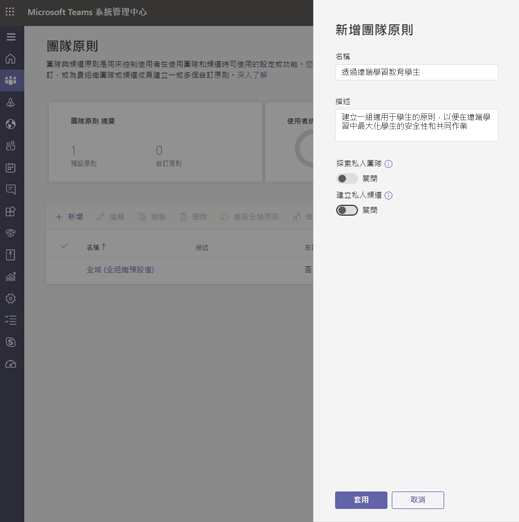 Microsoft Teams 系統管理中心
團隊原則
團隊與頻道原則是用來控制使用者在使用團隊和頻道時可使用的設定或功能。您
訂，或為貴組織團隊或頻道成員建立一或多個自訂原則。深入了解
團隊原則 摘要
使用者
1
0
預設原則
自訂原則
新增
編輯
複製
刪除
重設全域原則
名稱 ↑
描述
自
全域 (全組織預設值)
否
新增團隊原則
名稱
透過遠端學習教育學生
描述
建立一組適用于學生的原則，以便在遠端學
習中最大化學生的安全性和共同作業
探索私人團隊
關閉
建立私人頻道
關閉
套用
取消